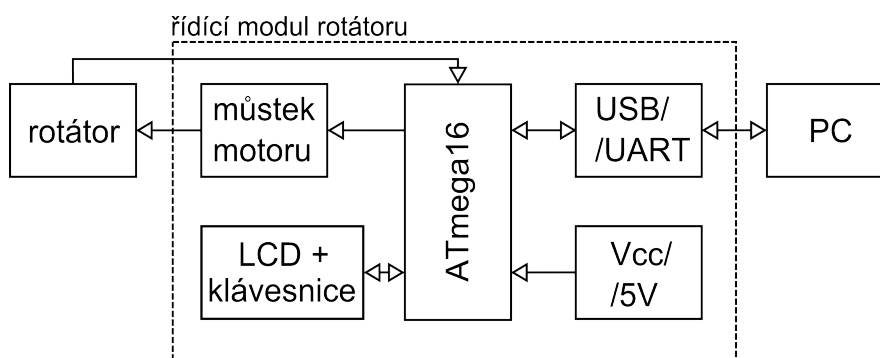 řídící modul rotátoru
rotátor
můstek
motoru
ATmega16
USB/
/UART
PC
LCD +
klávesnice
Vcc/
/5V